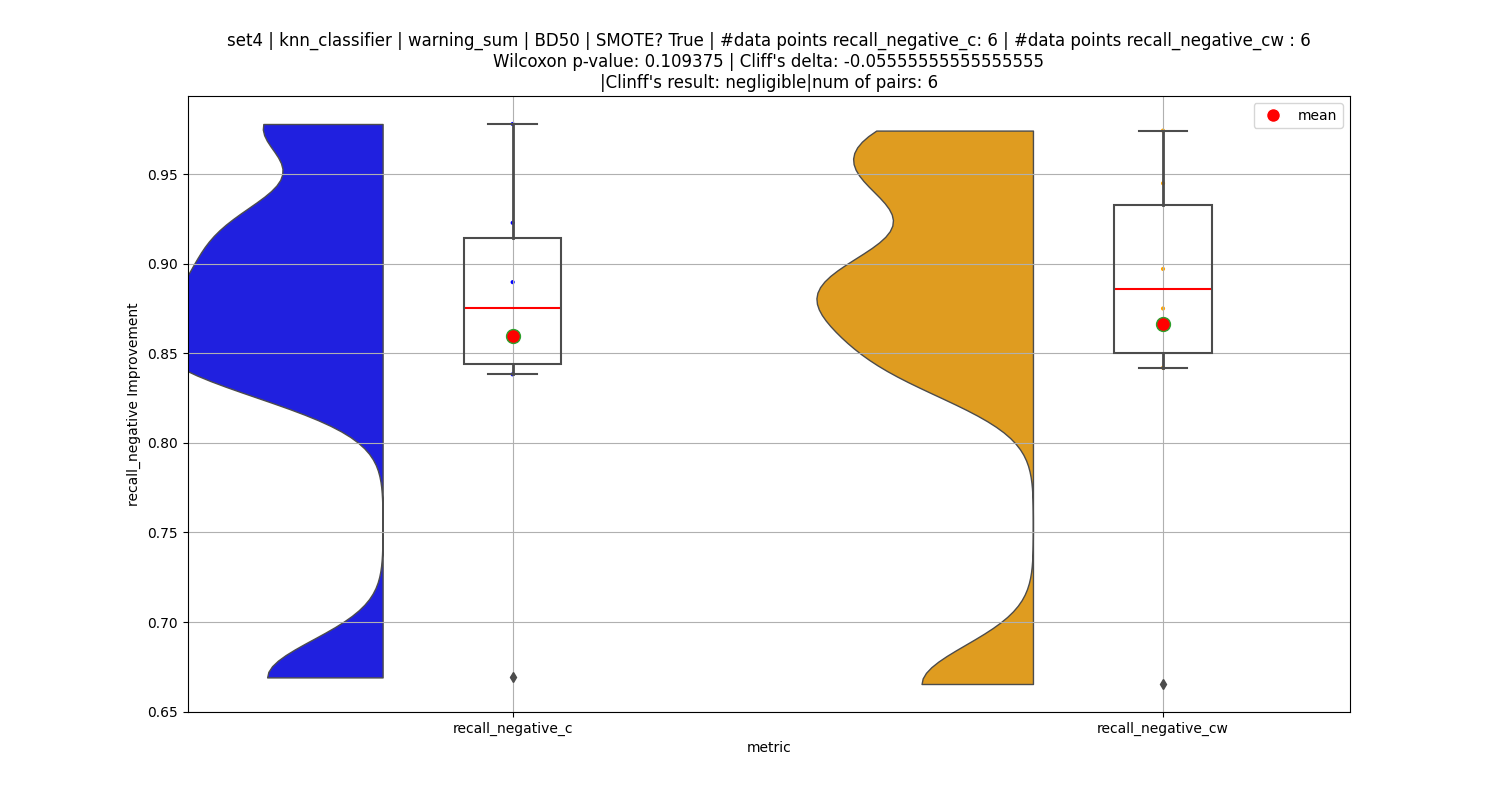 set4 | knn_classifier | warning_sum | BD50 | SMOTE? True | #data points recall_negative_c: 6 | #data points recall_negative_cw : 6
Wilcoxon p-value: 0.109375 | Cliff's delta: -0.05555555555555555
|Clinff's result: negligible|num of pairs: 6
mean
0.95
0.90
0.85
0.80
0.75
0.70
0.65
recall_negative Improvement
recall_negative_c
recall_negative_cw
metric